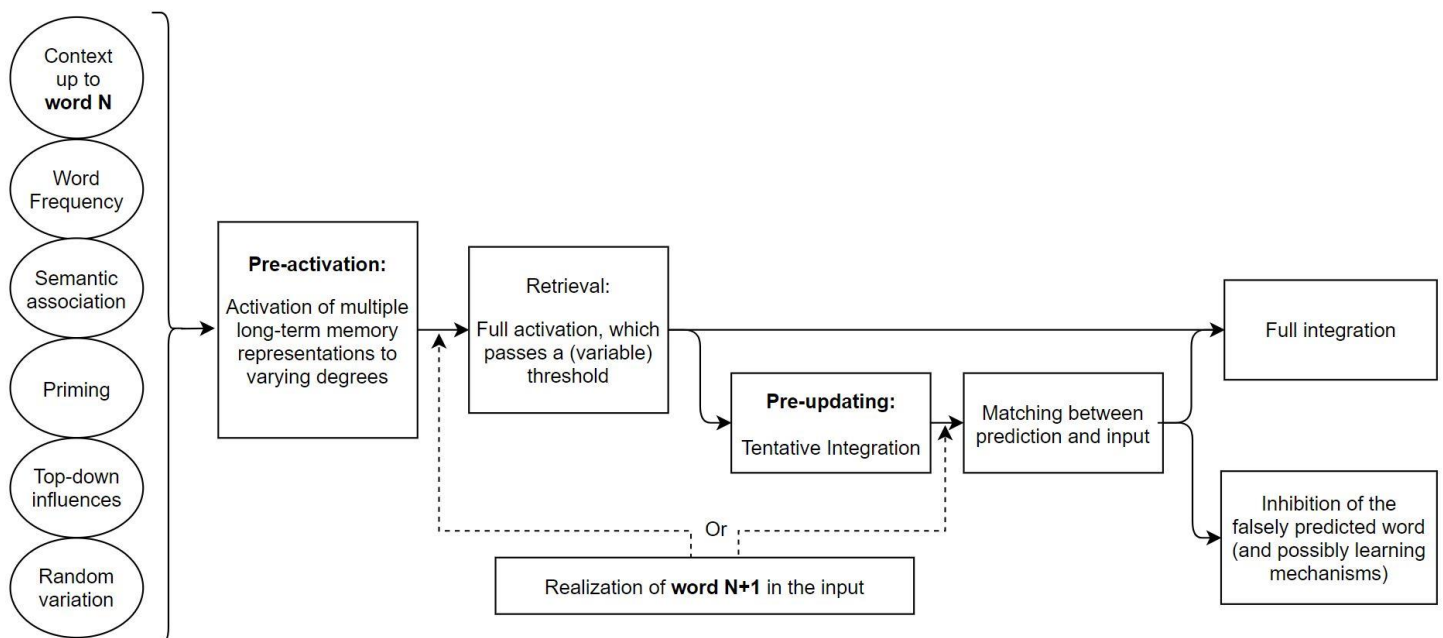 Context
up to
word N
Word
Frequency
Semantic
association
Priming
Top-down
influences
Random
variation
Pre-activation:
Activation of multiple
long-term memory
representations to
varying degrees
Retrieval:
Full activation, which
passes a (variable)
threshold
Pre-updating:
Tentative Integration
Matching between
prediction and input
Full integration
Inhibition of the
falsely predicted word
(and possibly learning
mechanisms)
Or
Realization of word N+1 in the input